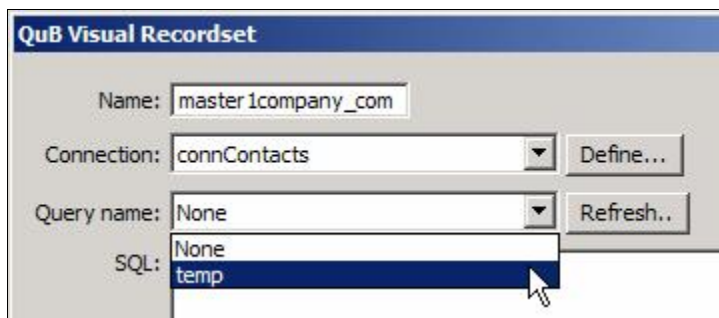 QuB Visual Recordset
Name: master1company_com
Connection: connContacts Define...
Query name: None Refresh..
SQL: None
temp